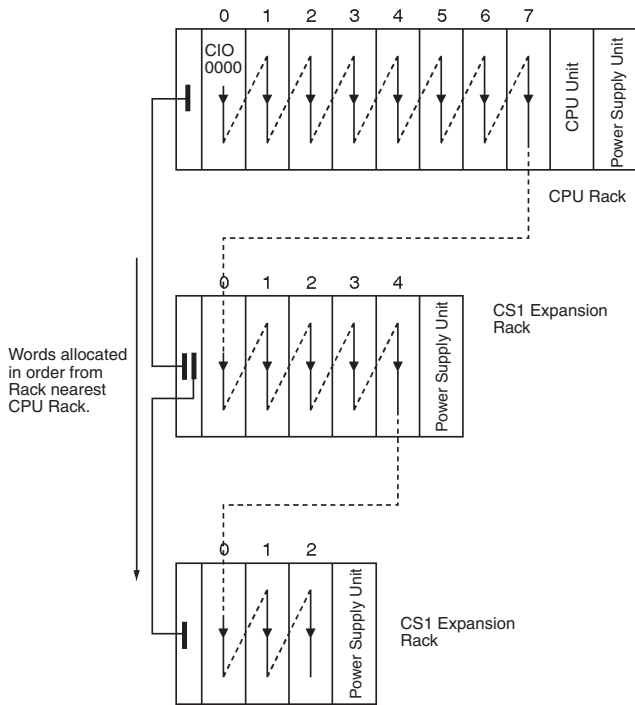 0 1 2 3 4 5 6 7
CIO
0000
CPU Unit
Power Supply Unit
CPU Rack
0 1 2 3 4
Power Supply Unit
CS1 Expansion
Rack
Words allocated
in order from
Rack nearest
CPU Rack.
0 1 2
Power Supply Unit
CS1 Expansion
Rack